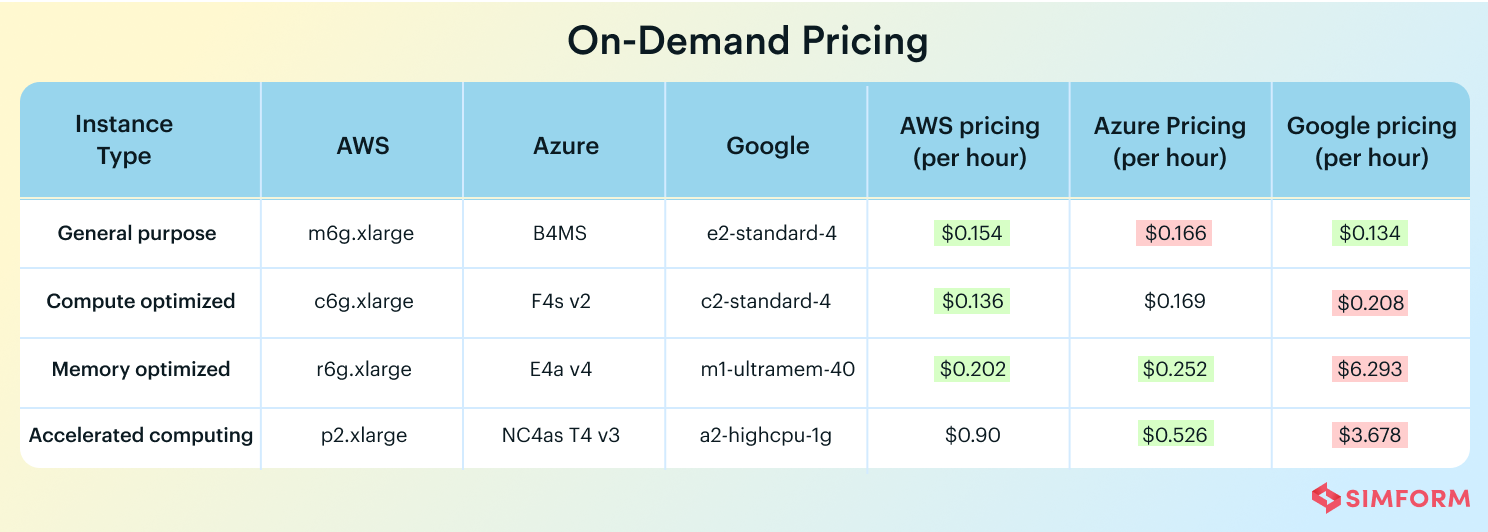 On-Demand Pricing
Instance Type AWS Azure Google AWS pricing (per hour) Azure Pricing (per hour) Google pricing (per hour)
General purpose m6g.xlarge B4MS e2-standard-4 $0.154 $0.166 $0.134
Compute optimized c6g.xlarge F4s v2 c2-standard-4 $0.136 $0.169 $0.208
Memory optimized r6g.xlarge E4a v4 m1-ultramem-40 $0.202 $0.252 $6.293
Accelerated computing p2.xlarge NC4as T4 v3 a2-highcpu-1g $0.90 $0.526 $3.678
SIMFORM